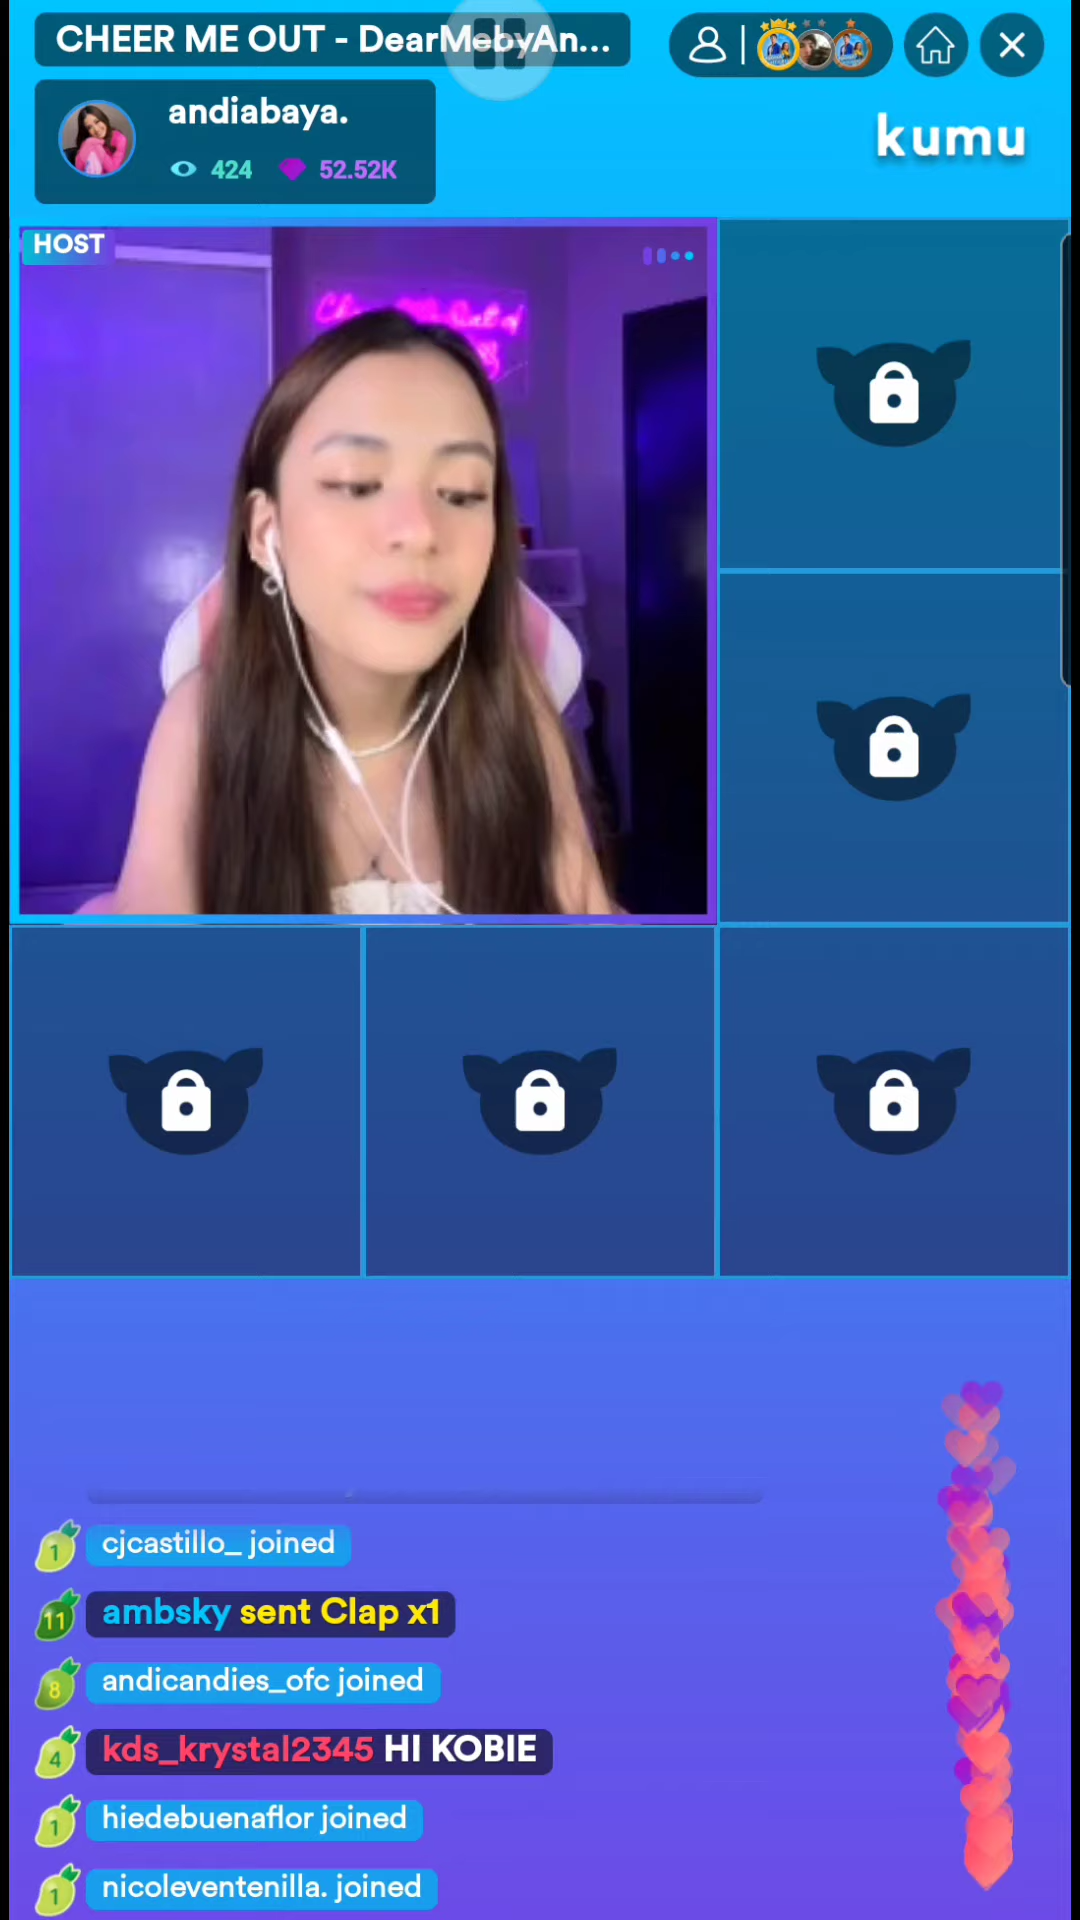 CHEER ME OUT - DearMebyAn...
andiabaya.
424 52.52K
kumu
HOST
cjcastillo_ joined
1
ambsky sent Clap x1
11
andicandies_ofc joined
8
kds_krystal2345 HI KOBIE
4
hiedebuenaflor joined
1
nicoleventenilla. joined
1